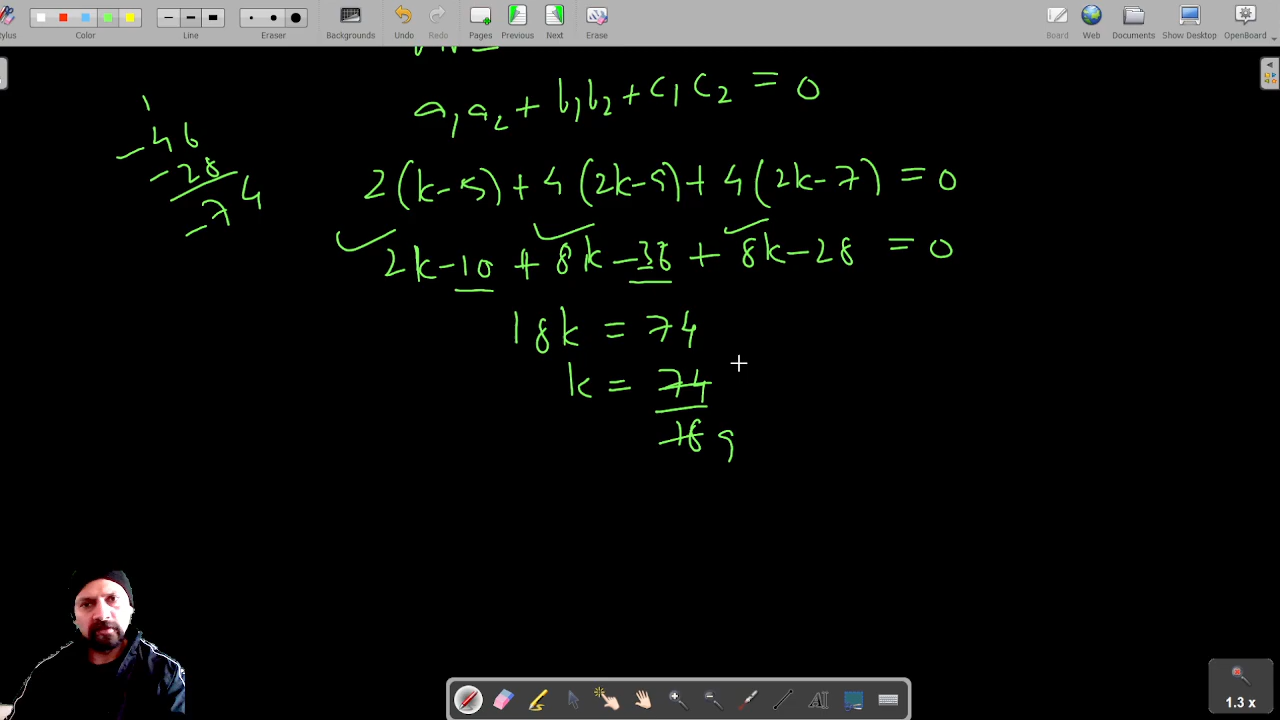 Stylus
Color
Line
Eraser
Backgrounds
Undo
Redo
Pages
Previous
Next
Erase
Board
Web
Documents
Show Desktop
OpenBoard
a₁a₂ + b₁b₂ + c₁c₂ = 0
-46
-28
-74
2(k-5) + 4(2k-9) + 4(2k-7) = 0
2k-10 + 8k-36 + 8k-28 = 0
18k = 74
k = 74
18 9
1.3 x